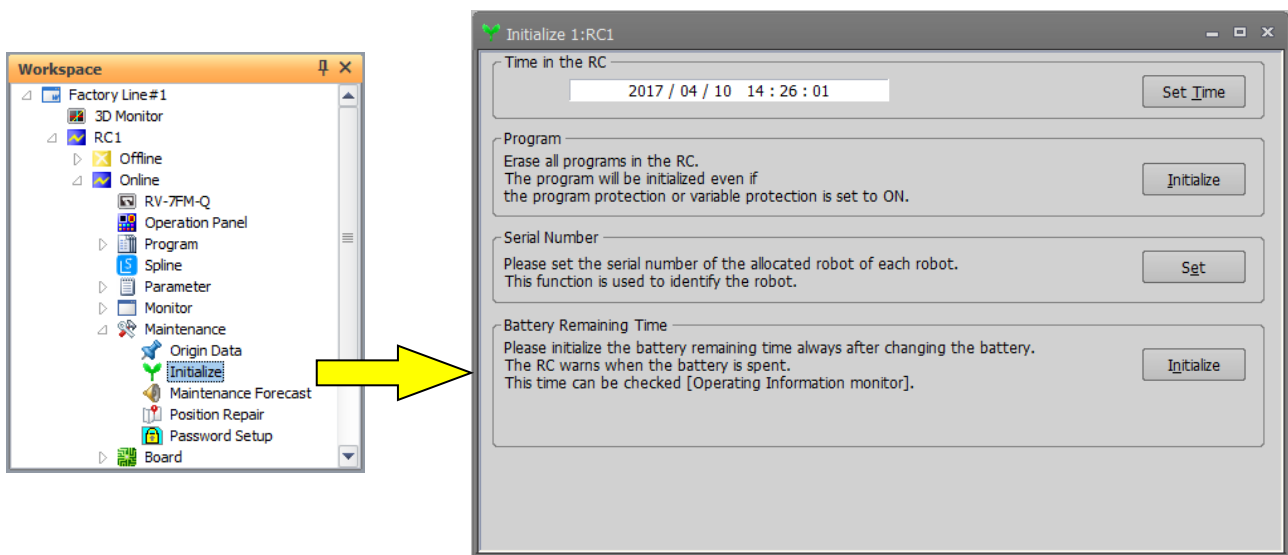 Workspace
Factory Line#1
3D Monitor
RC1
Offline
Online
RV-7FM-Q
Operation Panel
Program
Spline
Parameter
Monitor
Maintenance
Origin Data
Initialize
Maintenance Forecast
Position Repair
Password Setup
Board
Initialize 1:RC1
Time in the RC
2017 / 04 / 10 14 : 26 : 01
Set Time
Program
Erase all programs in the RC.
The program will be initialized even if
the program protection or variable protection is set to ON.
Initialize
Serial Number
Please set the serial number of the allocated robot of each robot.
This function is used to identify the robot.
Set
Battery Remaining Time
Please initialize the battery remaining time always after changing the battery.
The RC warns when the battery is spent.
This time can be checked [Operating Information monitor].
Initialize